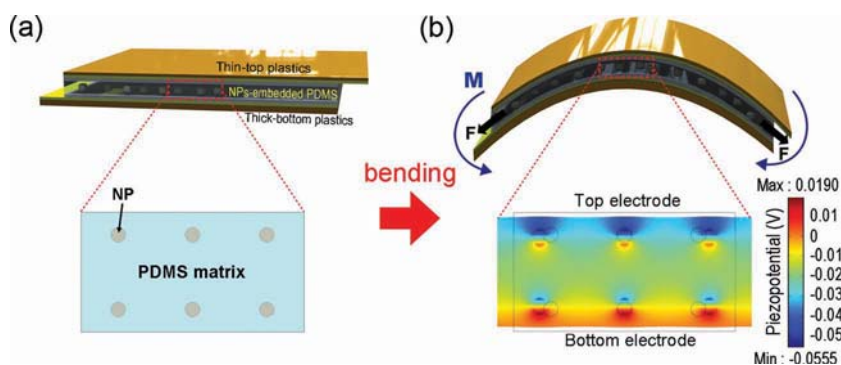 (a)
Thin-top plastics
NPs-embedded PDMS
Thick-bottom plastics
NP
PDMS matrix
bending
(b)
M
F
F
Top electrode
Bottom electrode
Max : 0.0190
0.01
0
-0.01
-0.02
-0.03
-0.04
-0.05
Min : -0.0555
Piezopotential (V)